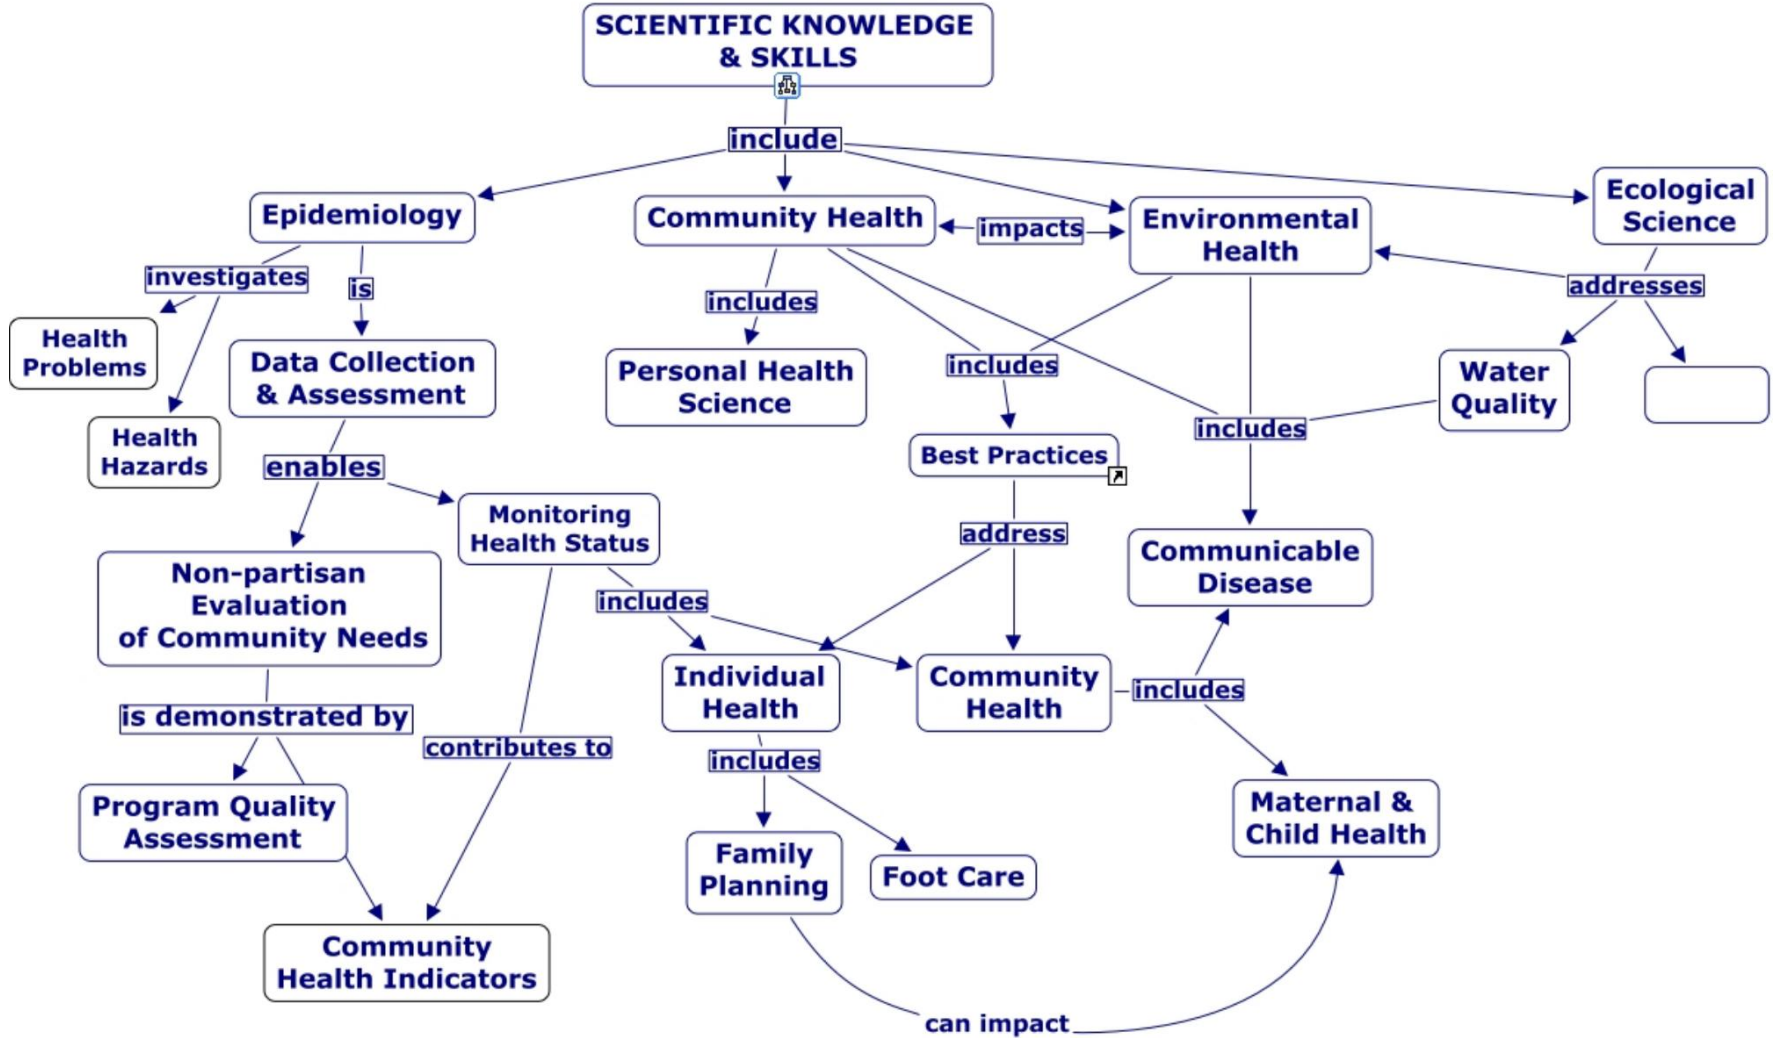 SCIENTIFIC KNOWLEDGE
& SKILLS
include
Epidemiology
Community Health
impacts
Environmental
Health
Ecological
Science
investigates
is
includes
addresses
Health
Problems
Data Collection
& Assessment
Personal Health
Science
includes
Water
Quality
Health
Hazards
includes
enables
Best Practices
Monitoring
Health Status
address
Communicable
Disease
Non-partisan
Evaluation
of Community Needs
includes
Individual
Health
Community
Health
includes
is demonstrated by
contributes to
includes
Program Quality
Assessment
Maternal &
Child Health
Family
Planning
Foot Care
Community
Health Indicators
can impact